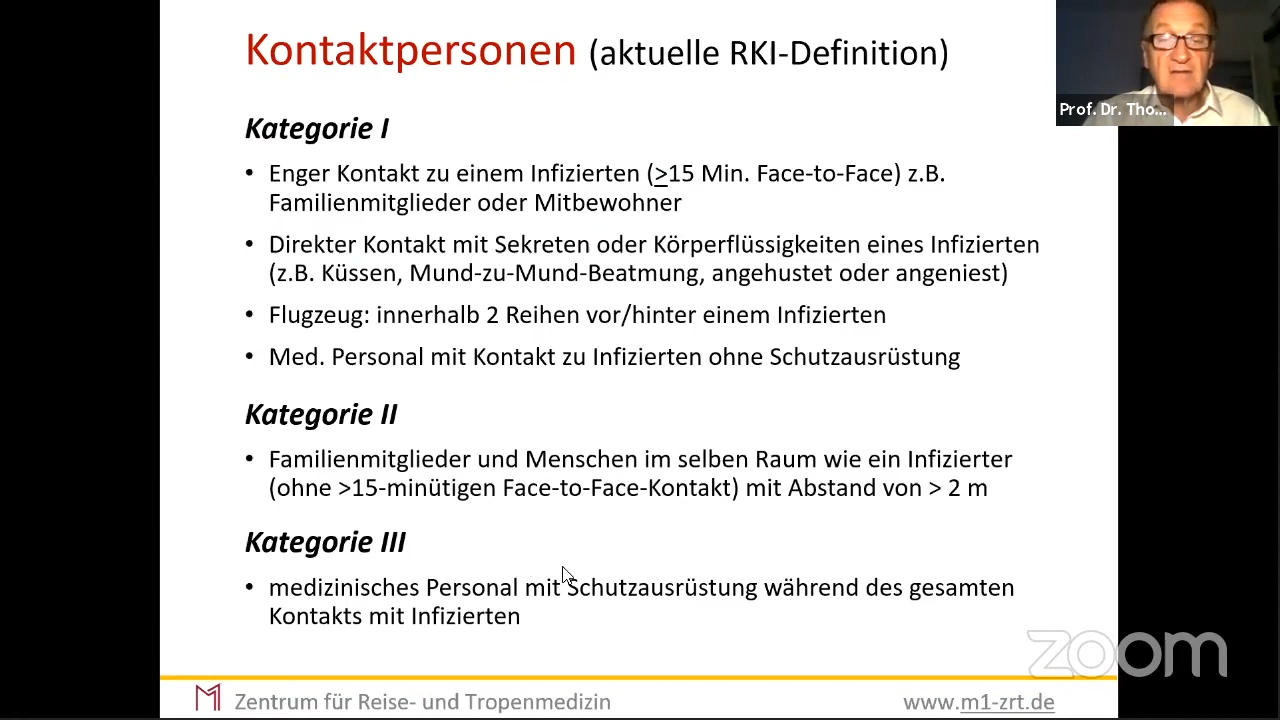 Kontaktpersonen (aktuelle RKI-Definition)
Prof. Dr. Tho...
Kategorie I
• Enger Kontakt zu einem Infizierten (>15 Min. Face-to-Face) z.B.
Familienmitglieder oder Mitbewohner
• Direkter Kontakt mit Sekreten oder Körperflüssigkeiten eines Infizierten
(z.B. Küssen, Mund-zu-Mund-Beatmung, angehustet oder angeniest)
• Flugzeug: innerhalb 2 Reihen vor/hinter einem Infizierten
• Med. Personal mit Kontakt zu Infizierten ohne Schutzausrüstung
Kategorie II
• Familienmitglieder und Menschen im selben Raum wie ein Infizierter
(ohne >15-minütigen Face-to-Face-Kontakt) mit Abstand von > 2 m
Kategorie III
• medizinisches Personal mit Schutzausrüstung während des gesamten
Kontakts mit Infizierten
zoom
Zentrum für Reise- und Tropenmedizin
www.m1-zrt.de